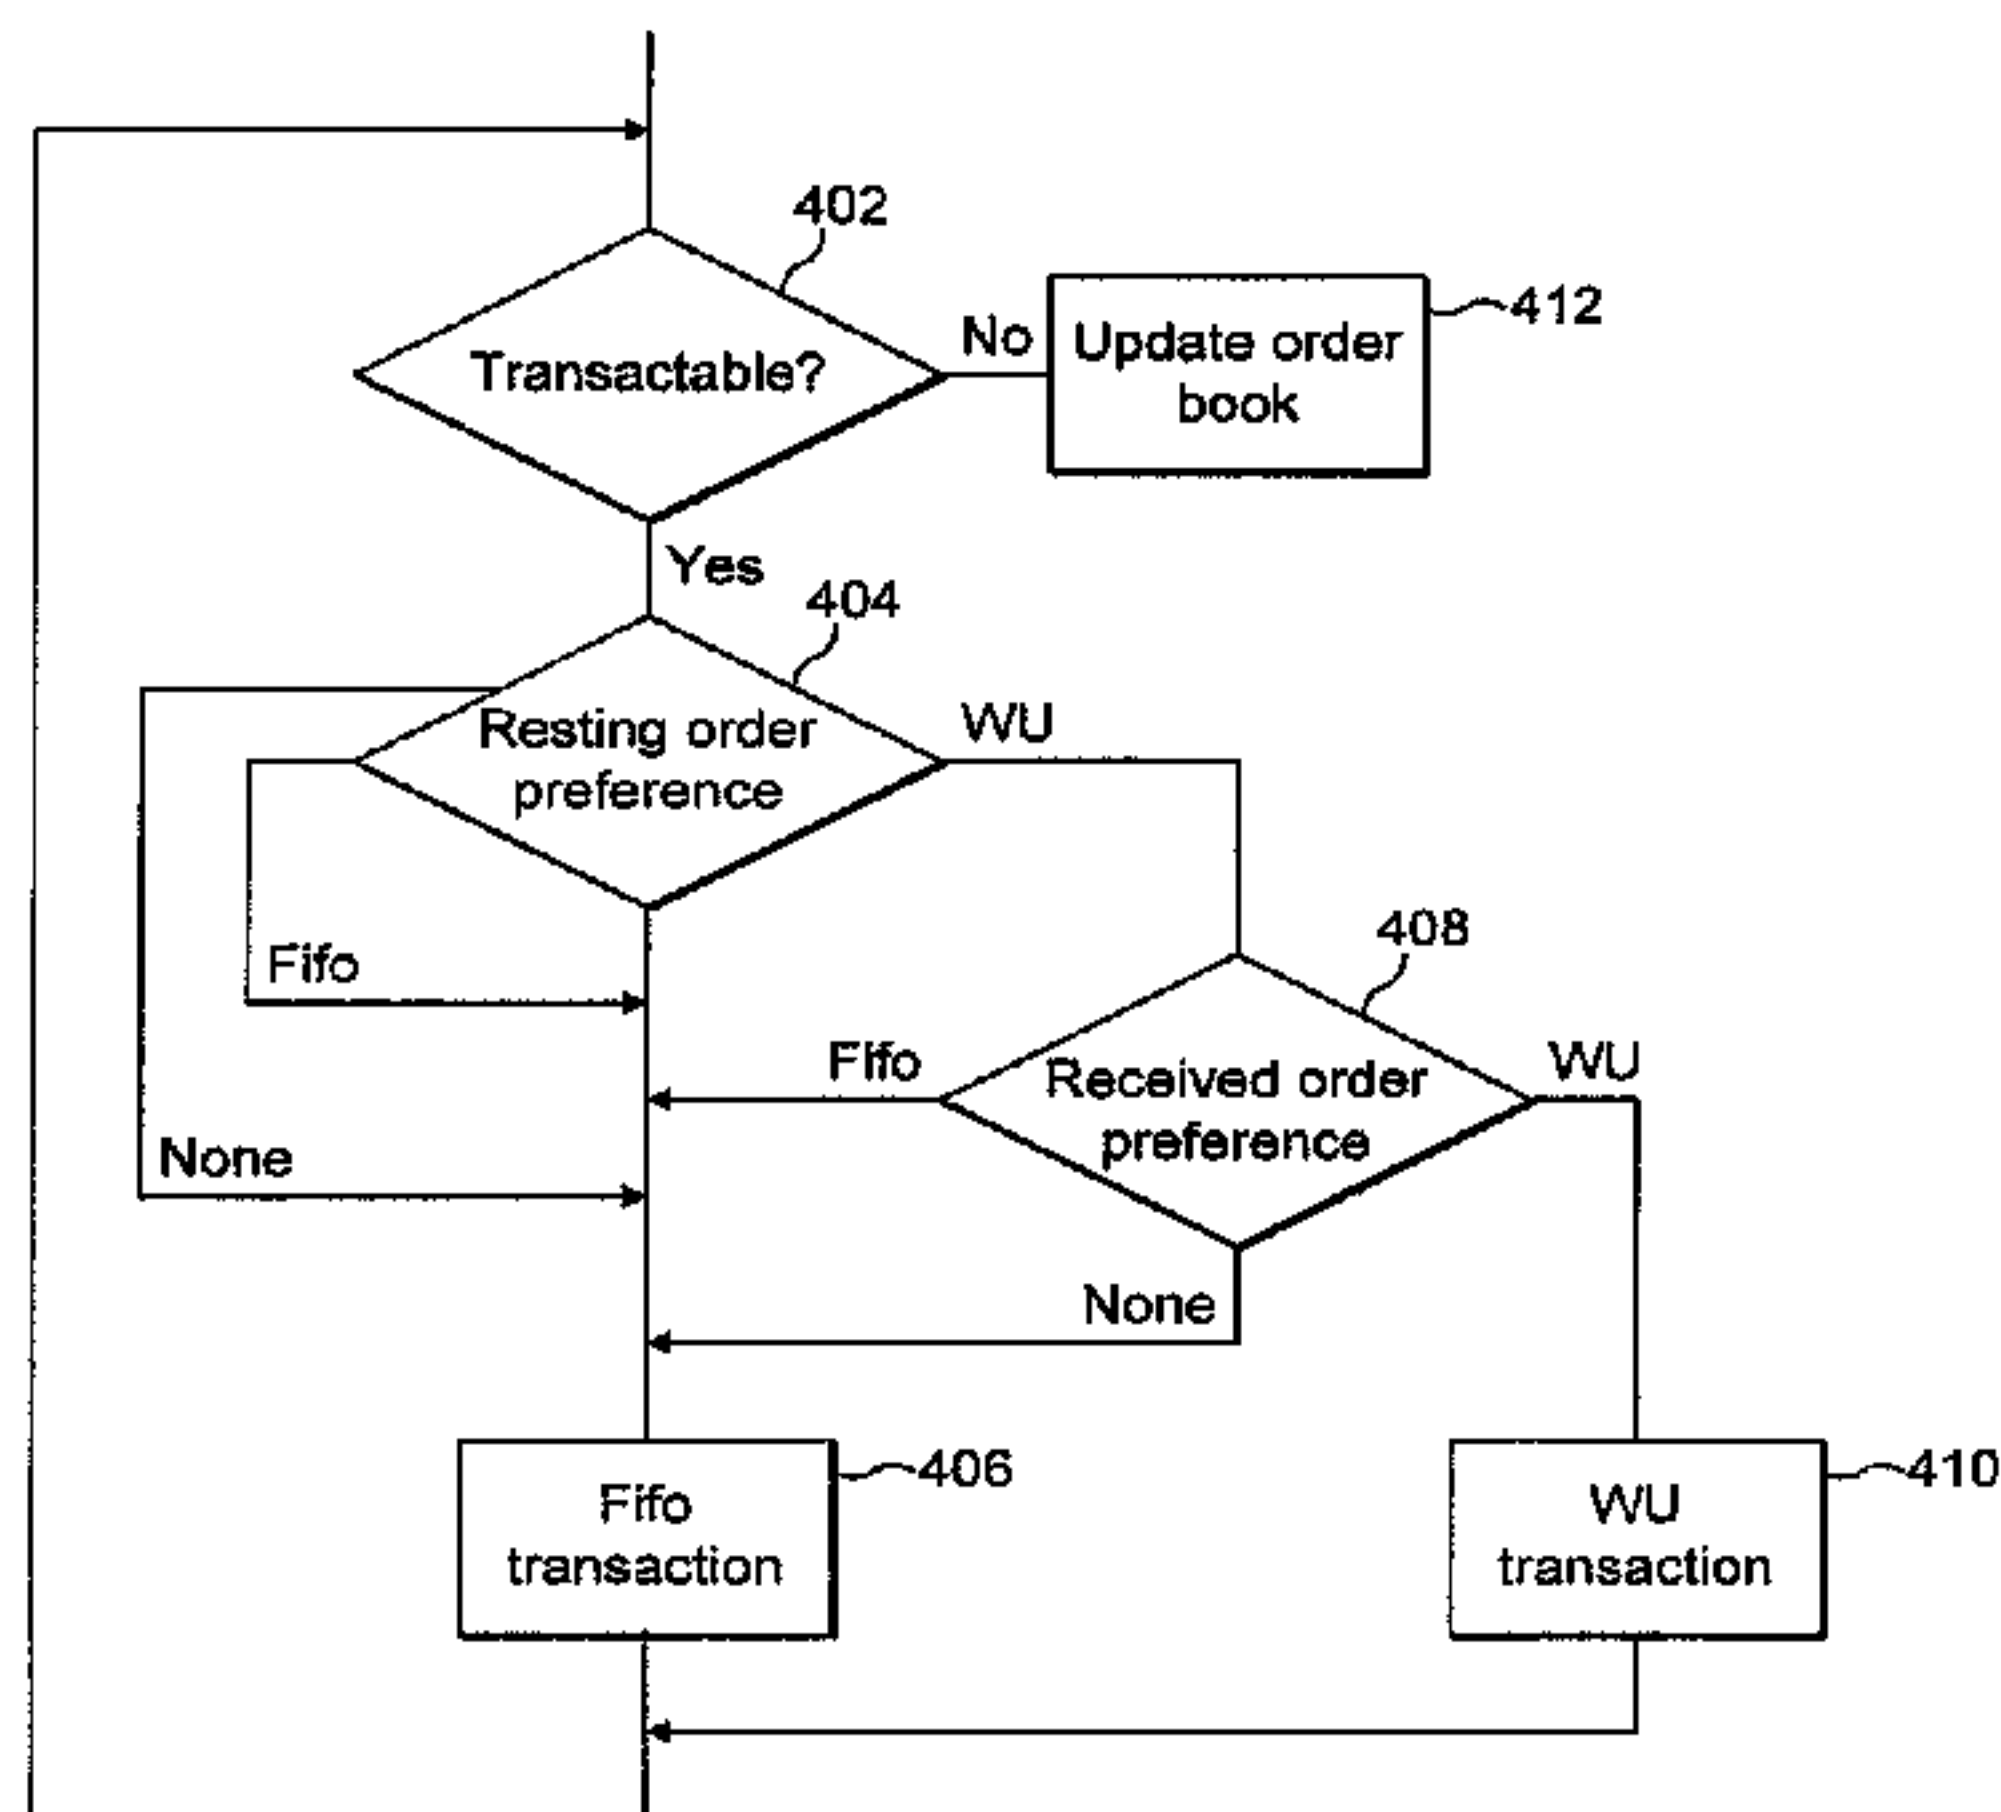 402
Transactable?
No
Update order
book
412
Yes
404
Resting order
preference
WU
Fifo
408
Fifo
Received order
preference
WU
None
None
Fifo
transaction
406
WU
transaction
410